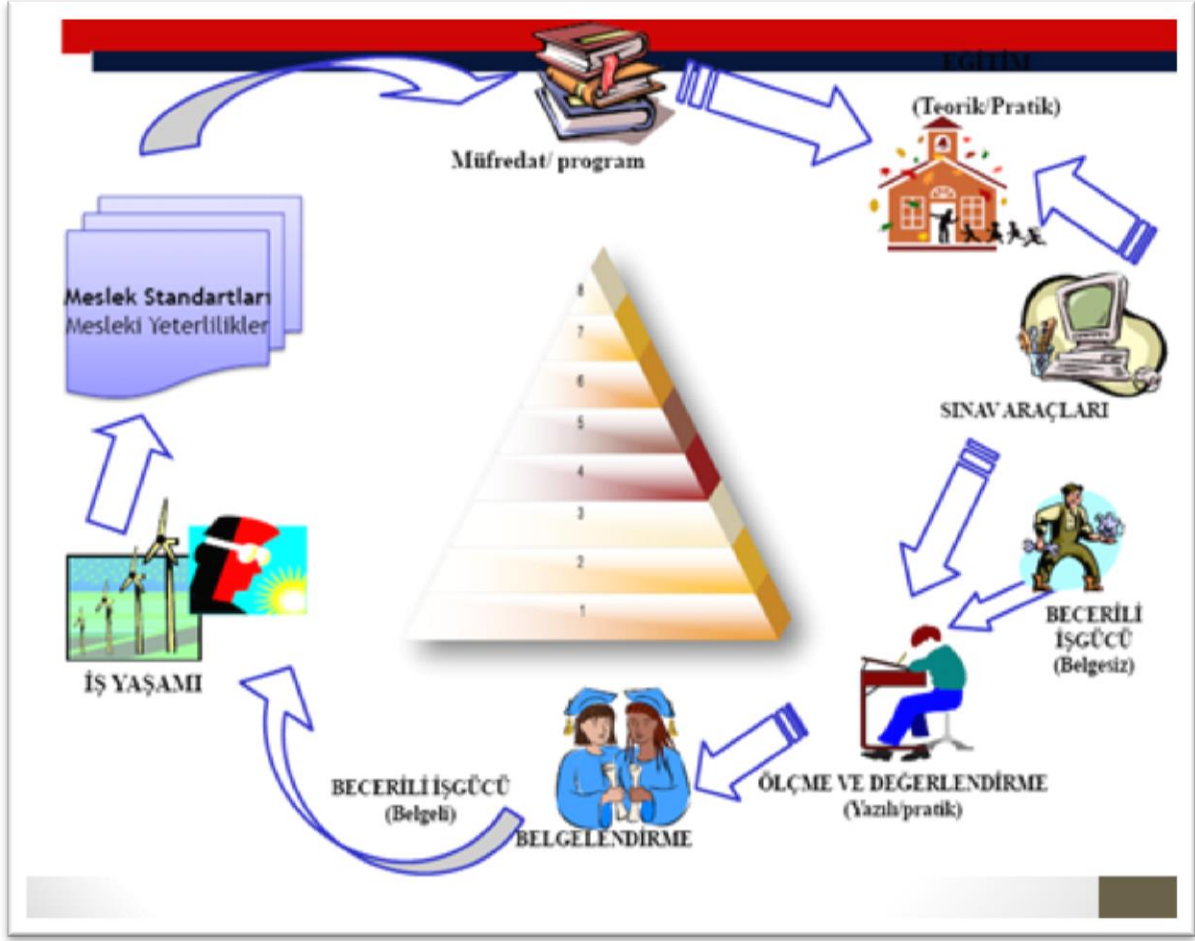 EĞİTİM
(Teorik/Pratik)
Müfredat/ program
Meslek Standartları
Mesleki Yeterlilikler
8
7
6
5
4
3
2
1
SINAV ARAÇLARI
BECERİLİ
İŞGÜCÜ
(Belgesiz)
İŞ YAŞAMI
ÖLÇME VE DEĞERLENDİRME
(Yazılı/pratik)
BECERİLİ İŞGÜCÜ
(Belgeli)
BELGELENDİRME